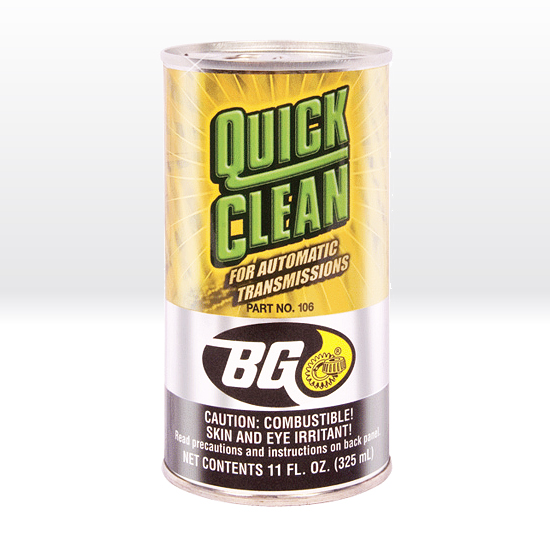 QUICK
CLEAN
FOR AUTOMATIC
TRANSMISSIONS
PART NO. 106
BG
®
CAUTION: COMBUSTIBLE!
SKIN AND EYE IRRITANT!
Read precautions and instructions on back panel.
NET CONTENTS 11 FL. OZ. (325 mL)